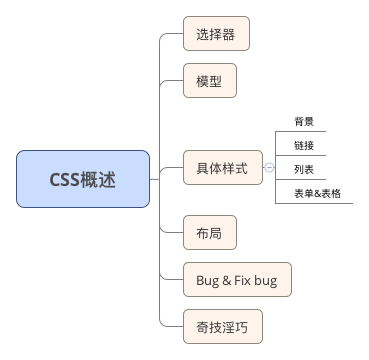 选择器
模型
背景
链接
CSS概述
具体样式
列表
表单&表格
布局
Bug & Fix bug
奇技淫巧